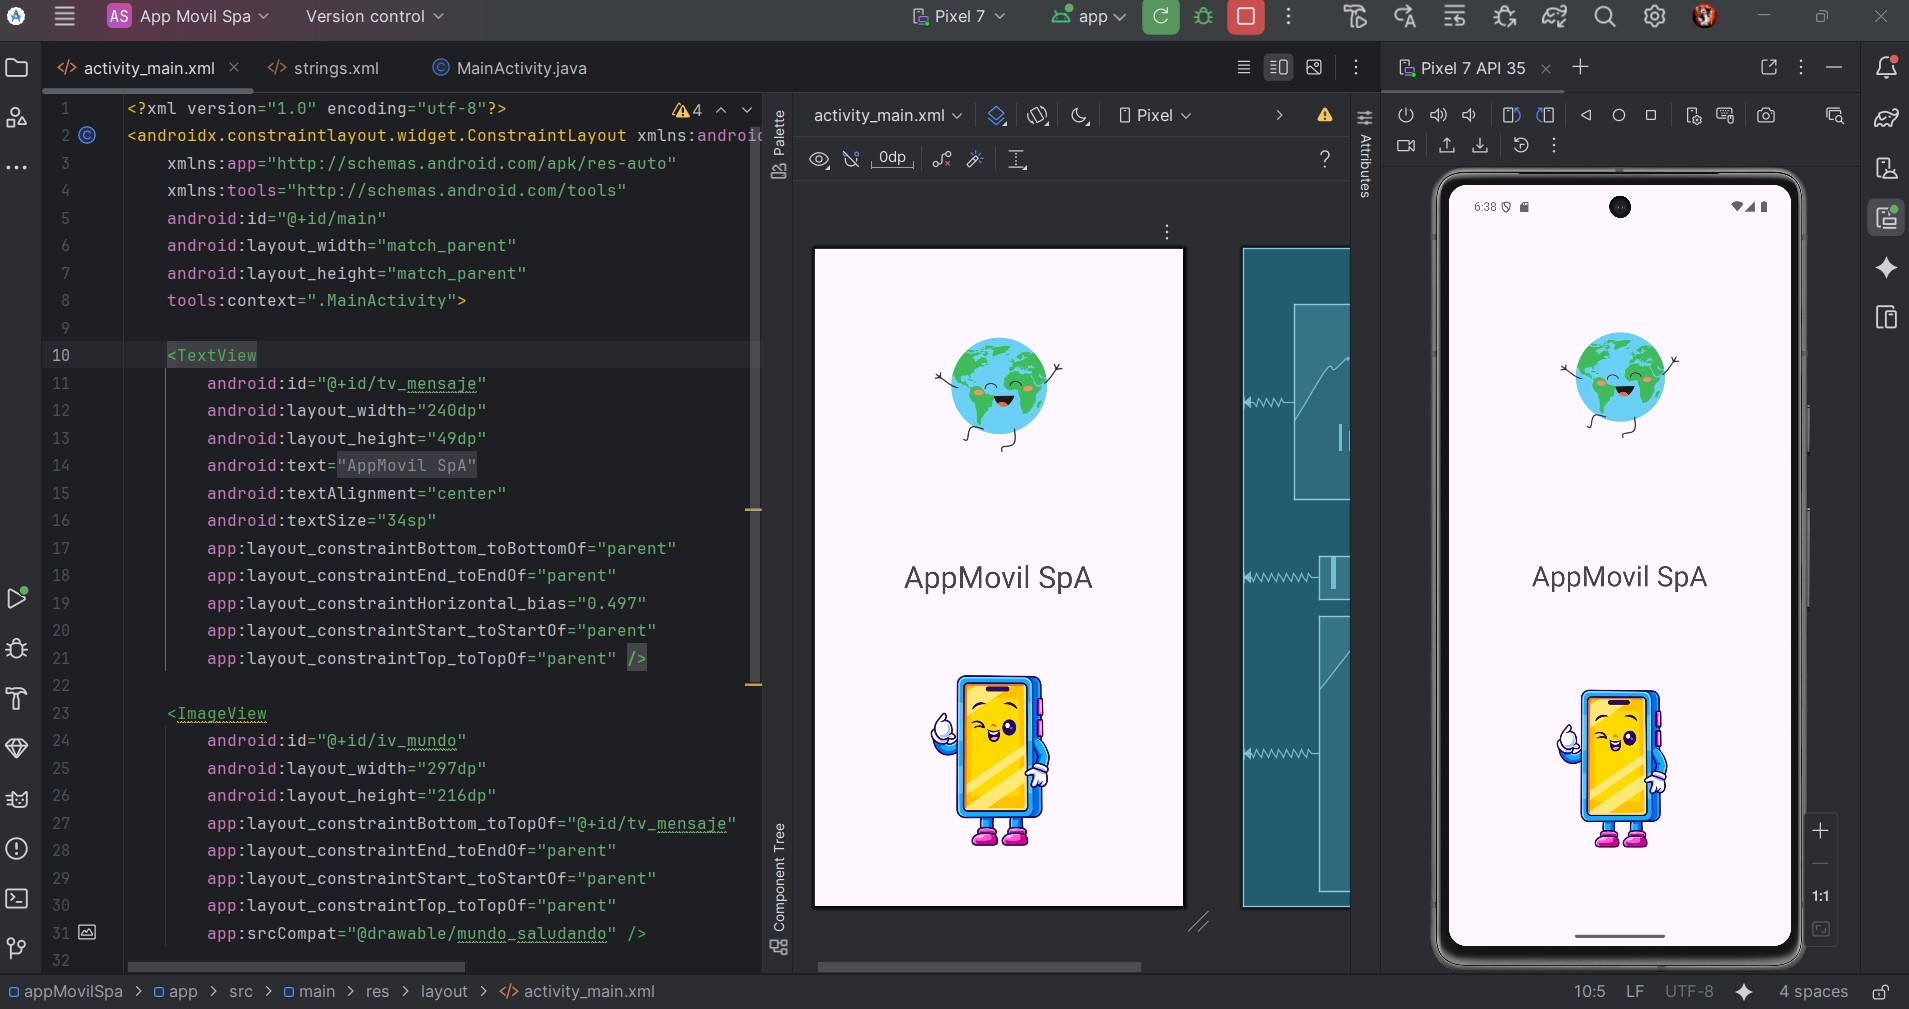 AS App Movil Spa Version control Pixel 7 app
activity_main.xml strings.xml MainActivity.java
Pixel 7 API 35
4
1 <?xml version="1.0" encoding="utf-8"?>
2 <androidx.constraintlayout.widget.ConstraintLayout xmlns:android
3 xmlns:app="http://schemas.android.com/apk/res-auto"
4 xmlns:tools="http://schemas.android.com/tools"
5 android:id="@+id/main"
6 android:layout_width="match_parent"
7 android:layout_height="match_parent"
8 tools:context=".MainActivity">
9
10 <TextView
11 android:id="@+id/tv_mensaje"
12 android:layout_width="240dp"
13 android:layout_height="49dp"
14 android:text="AppMovil SpA"
15 android:textAlignment="center"
16 android:textSize="34sp"
17 app:layout_constraintBottom_toBottomOf="parent"
18 app:layout_constraintEnd_toEndOf="parent"
19 app:layout_constraintHorizontal_bias="0.497"
20 app:layout_constraintStart_toStartOf="parent"
21 app:layout_constraintTop_toTopOf="parent" />
22
23 <ImageView
24 android:id="@+id/iv_mundo"
25 android:layout_width="297dp"
26 android:layout_height="216dp"
27 app:layout_constraintBottom_toTopOf="@+id/tv_mensaje"
28 app:layout_constraintEnd_toEndOf="parent"
29 app:layout_constraintStart_toStartOf="parent"
30 app:layout_constraintTop_toTopOf="parent"
31 app:srcCompat="@drawable/mundo_saludando" />
32
Palette
Component Tree
activity_main.xml Pixel
0dp ?
AppMovil SpA
Attributes
6:38
AppMovil SpA
1:1
appMovilSpa > app > src > main > res > layout > activity_main.xml
10:5 LF UTF-8 4 spaces